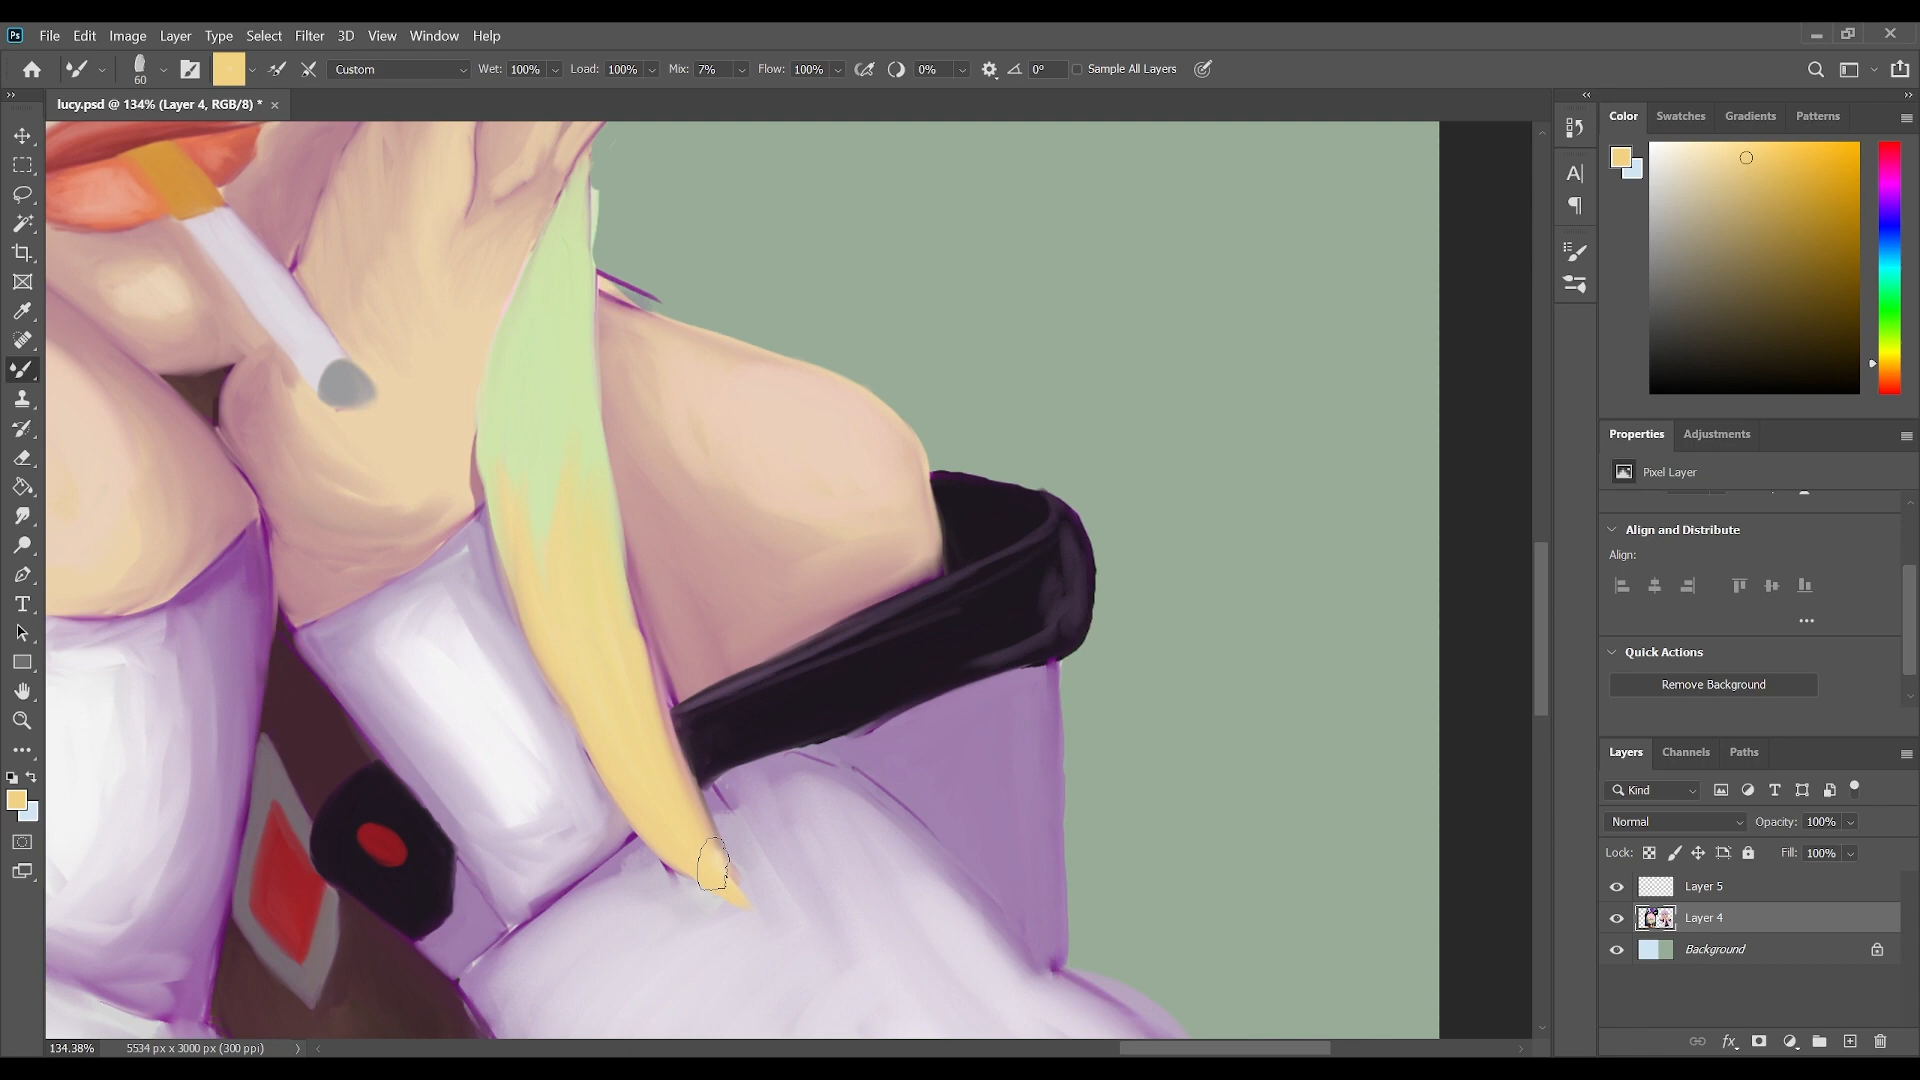 Ps File Edit Image Layer Type Select Filter 3D View Window Help
60 Custom Wet: 100% Load: 100% Mix: 7% Flow: 100% 0% 0° Sample All Layers
lucy.psd @ 134% (Layer 4, RGB/8) *
Color Swatches Gradients Patterns
Properties Adjustments
Pixel Layer
Align and Distribute
Align:
Quick Actions
Remove Background
Layers Channels Paths
Kind
Normal Opacity: 100%
Lock: Fill: 100%
Layer 5
Layer 4
Background
fx
134.38% 5534 px x 3000 px (300 ppi)